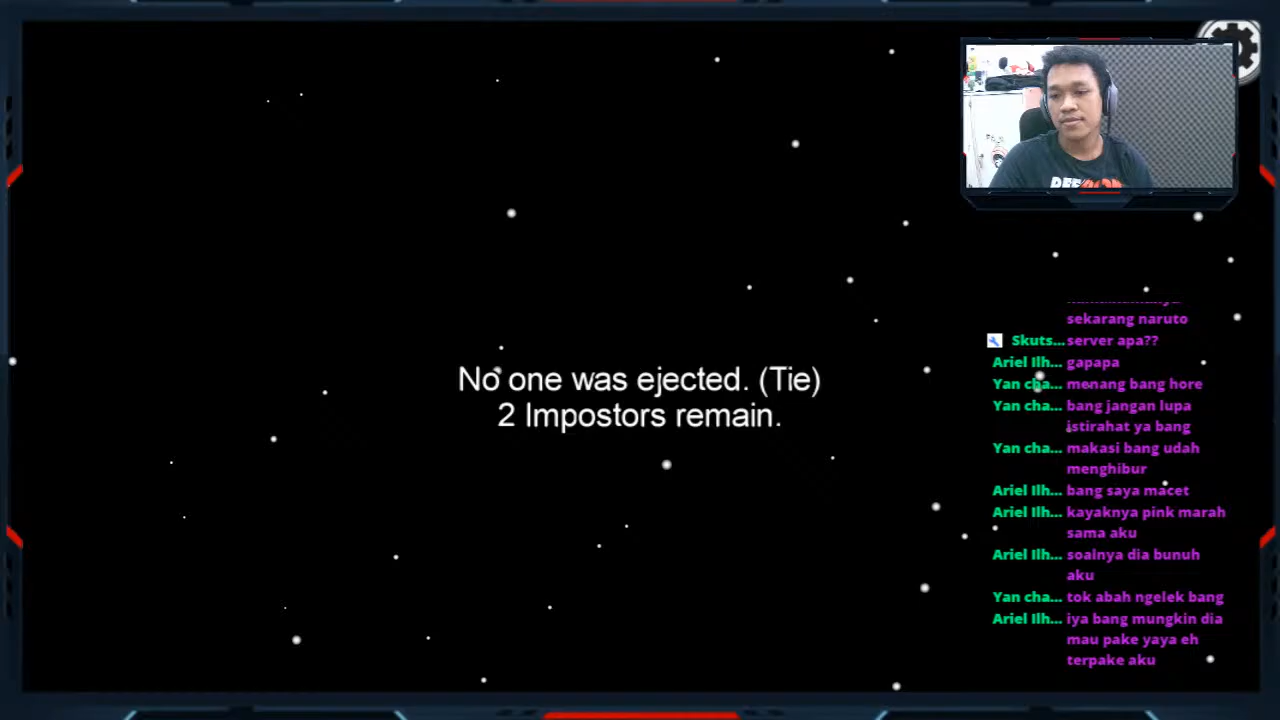 No one was ejected. (Tie)
2 Impostors remain.
sekarang naruto
Skuts... server apa??
Ariel Ilh... gapapa
Yan cha... menang bang hore
Yan cha... bang jangan lupa
istirahat ya bang
Yan cha... makasi bang udah
menghibur
Ariel Ilh... bang saya macet
Ariel Ilh... kayaknya pink marah
sama aku
Ariel Ilh... soalnya dia bunuh
aku
Yan cha... tok abah ngelek bang
Ariel Ilh... iya bang mungkin dia
mau pake yaya eh
terpake aku